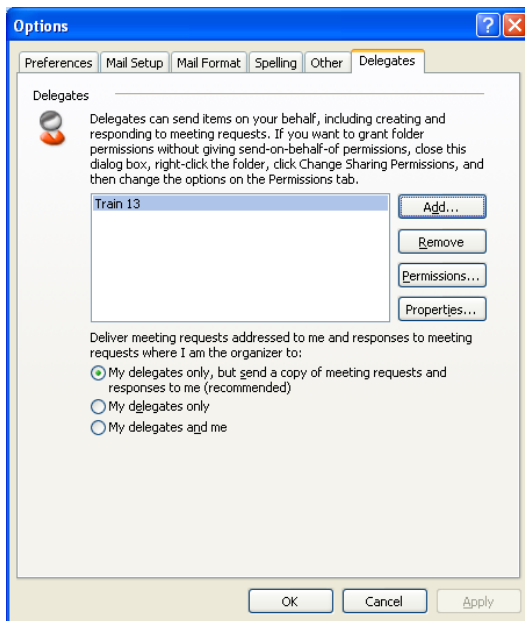 Options
Preferences Mail Setup Mail Format Spelling Other Delegates
Delegates
Delegates can send items on your behalf, including creating and
responding to meeting requests. If you want to grant folder
permissions without giving send-on-behalf-of permissions, close this
dialog box, right-click the folder, click Change Sharing Permissions, and
then change the options on the Permissions tab.
Train 13
Add...
Remove
Permissions...
Properties...
Deliver meeting requests addressed to me and responses to meeting
requests where I am the organizer to:
My delegates only, but send a copy of meeting requests and
responses to me (recommended)
My delegates only
My delegates and me
OK Cancel Apply